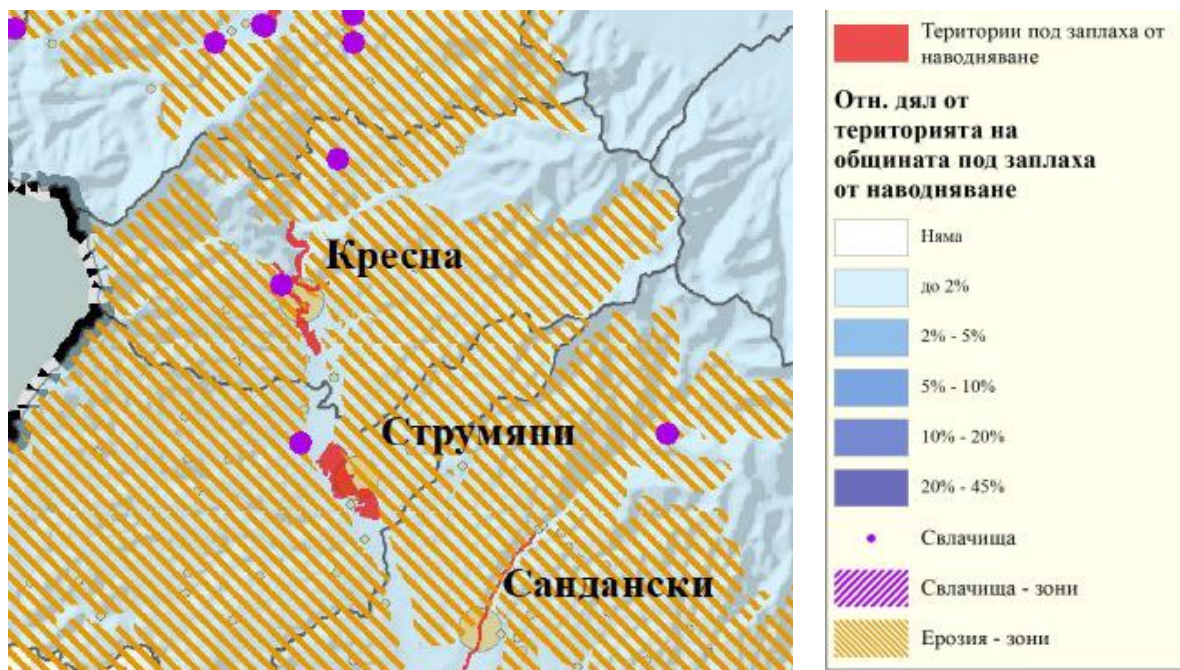 Кресна
Струмяни
Сандански
Територии под заплаха от
наводняване
Отн. дял от
територията на
общината под заплаха
от наводняване
Няма
до 2%
2% - 5%
5% - 10%
10% - 20%
20% - 45%
Свлачища
Свлачища - зони
Ерозия - зони